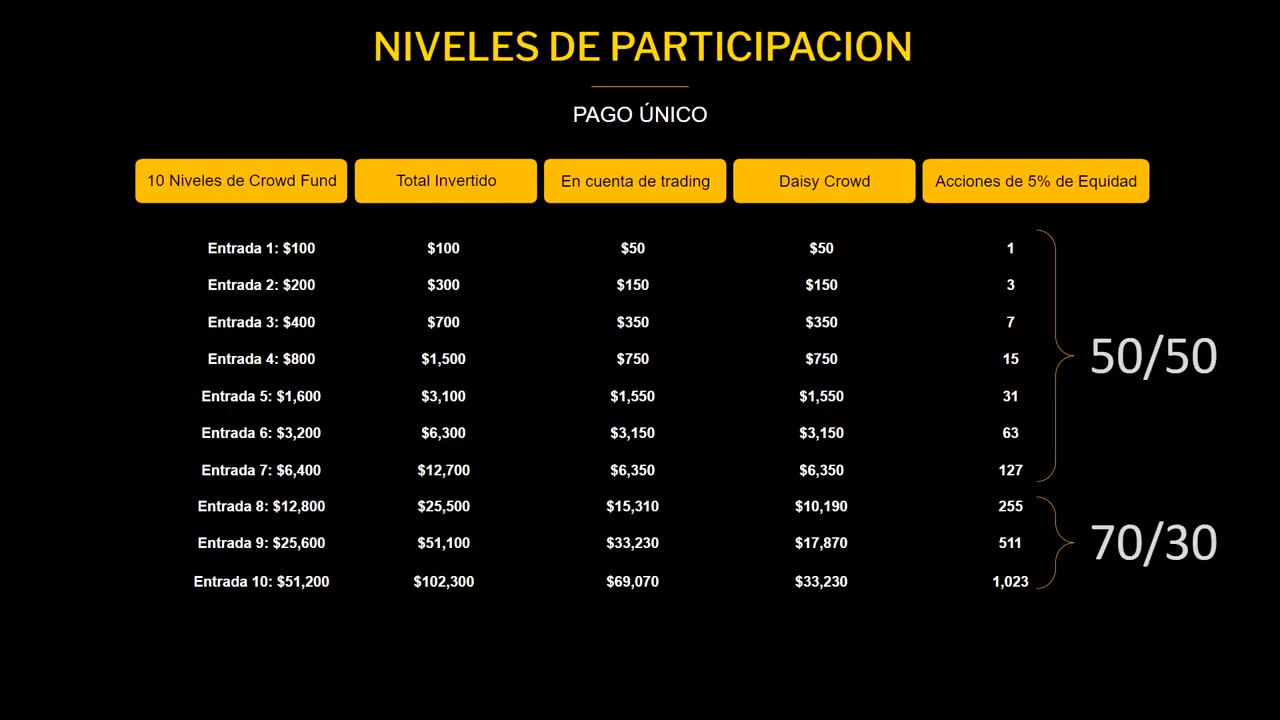 NIVELES DE PARTICIPACION
PAGO ÚNICO
10 Niveles de Crowd Fund Total Invertido En cuenta de trading Daisy Crowd Acciones de 5% de Equidad
Entrada 1: $100 $100 $50 $50 1
Entrada 2: $200 $300 $150 $150 3
Entrada 3: $400 $700 $350 $350 7
Entrada 4: $800 $1,500 $750 $750 15
50/50
Entrada 5: $1,600 $3,100 $1,550 $1,550 31
Entrada 6: $3,200 $6,300 $3,150 $3,150 63
Entrada 7: $6,400 $12,700 $6,350 $6,350 127
Entrada 8: $12,800 $25,500 $15,310 $10,190 255
Entrada 9: $25,600 $51,100 $33,230 $17,870 511
70/30
Entrada 10: $51,200 $102,300 $69,070 $33,230 1,023